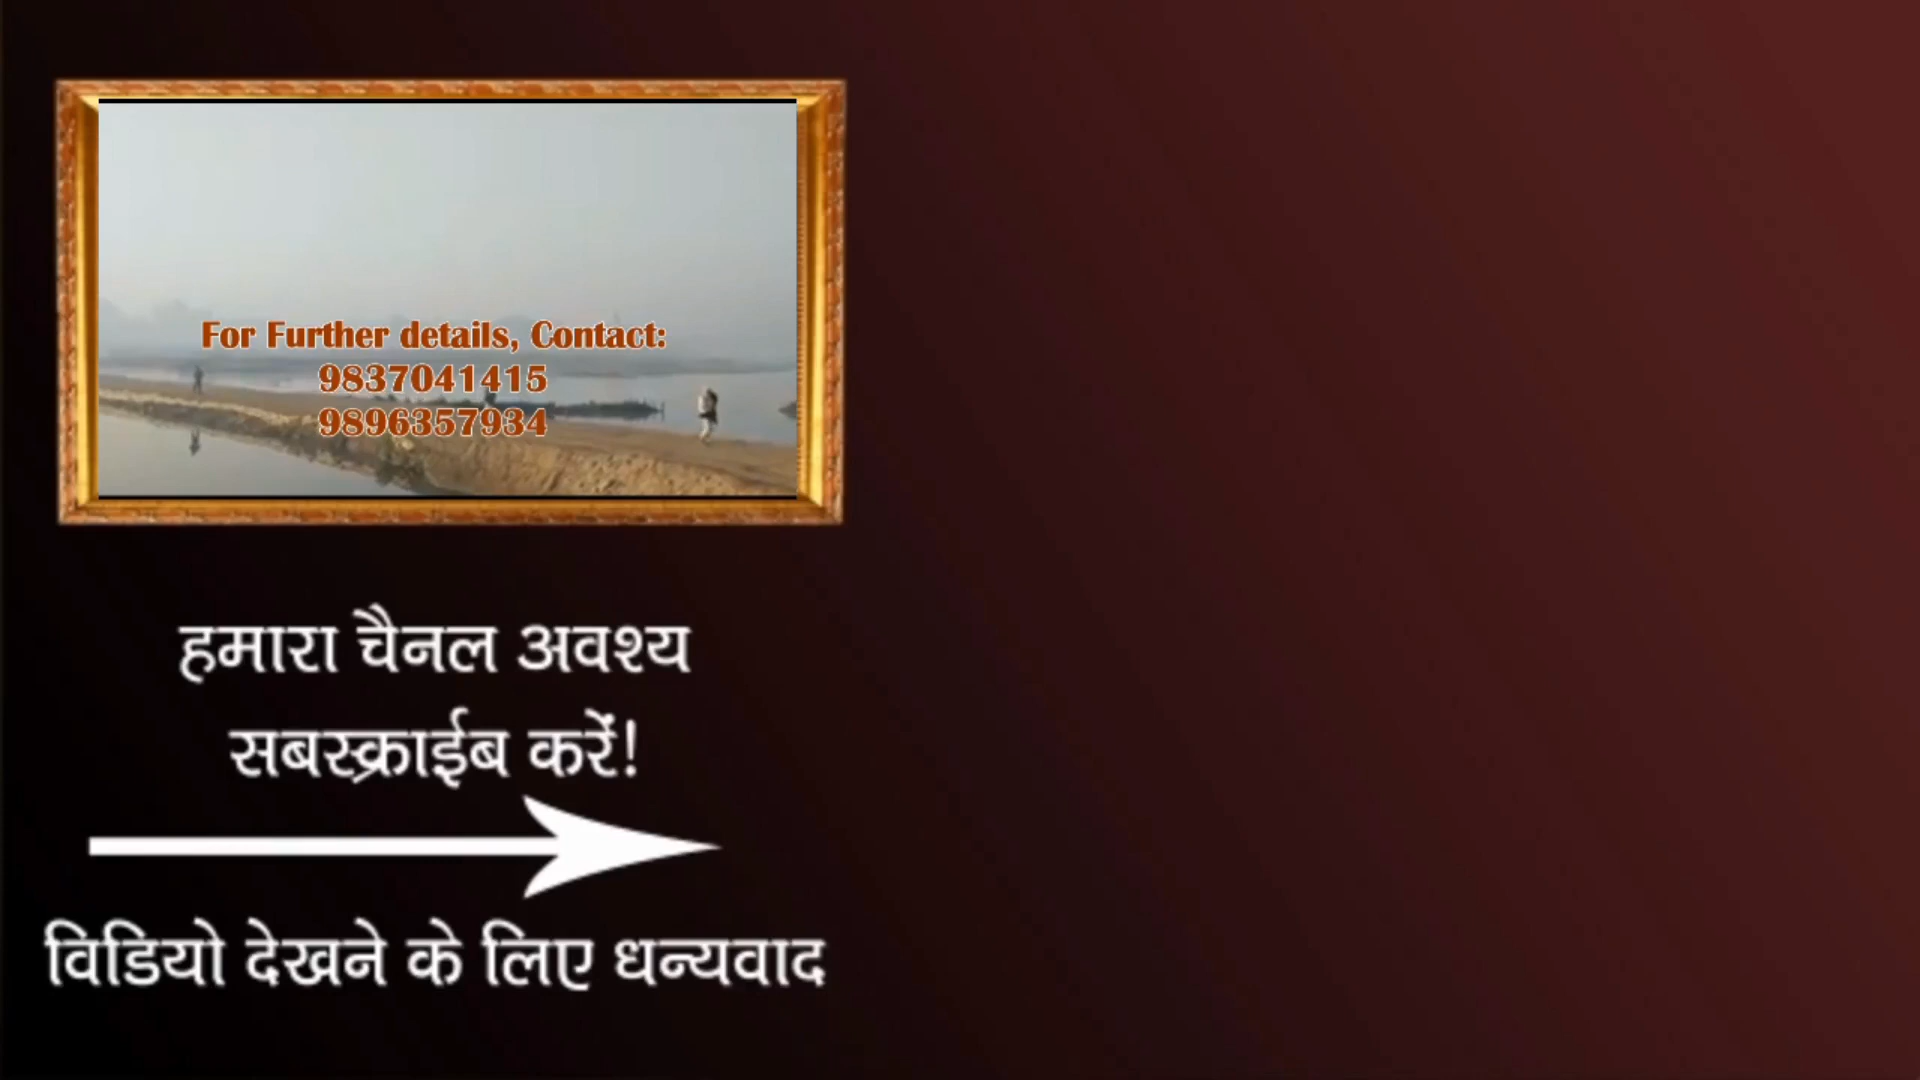 For Further details, Contact:
9837041415
9896357934
हमारा चैनल अवश्य
सबस्क्राईब करें!
विडियो देखने के लिए धन्यवाद